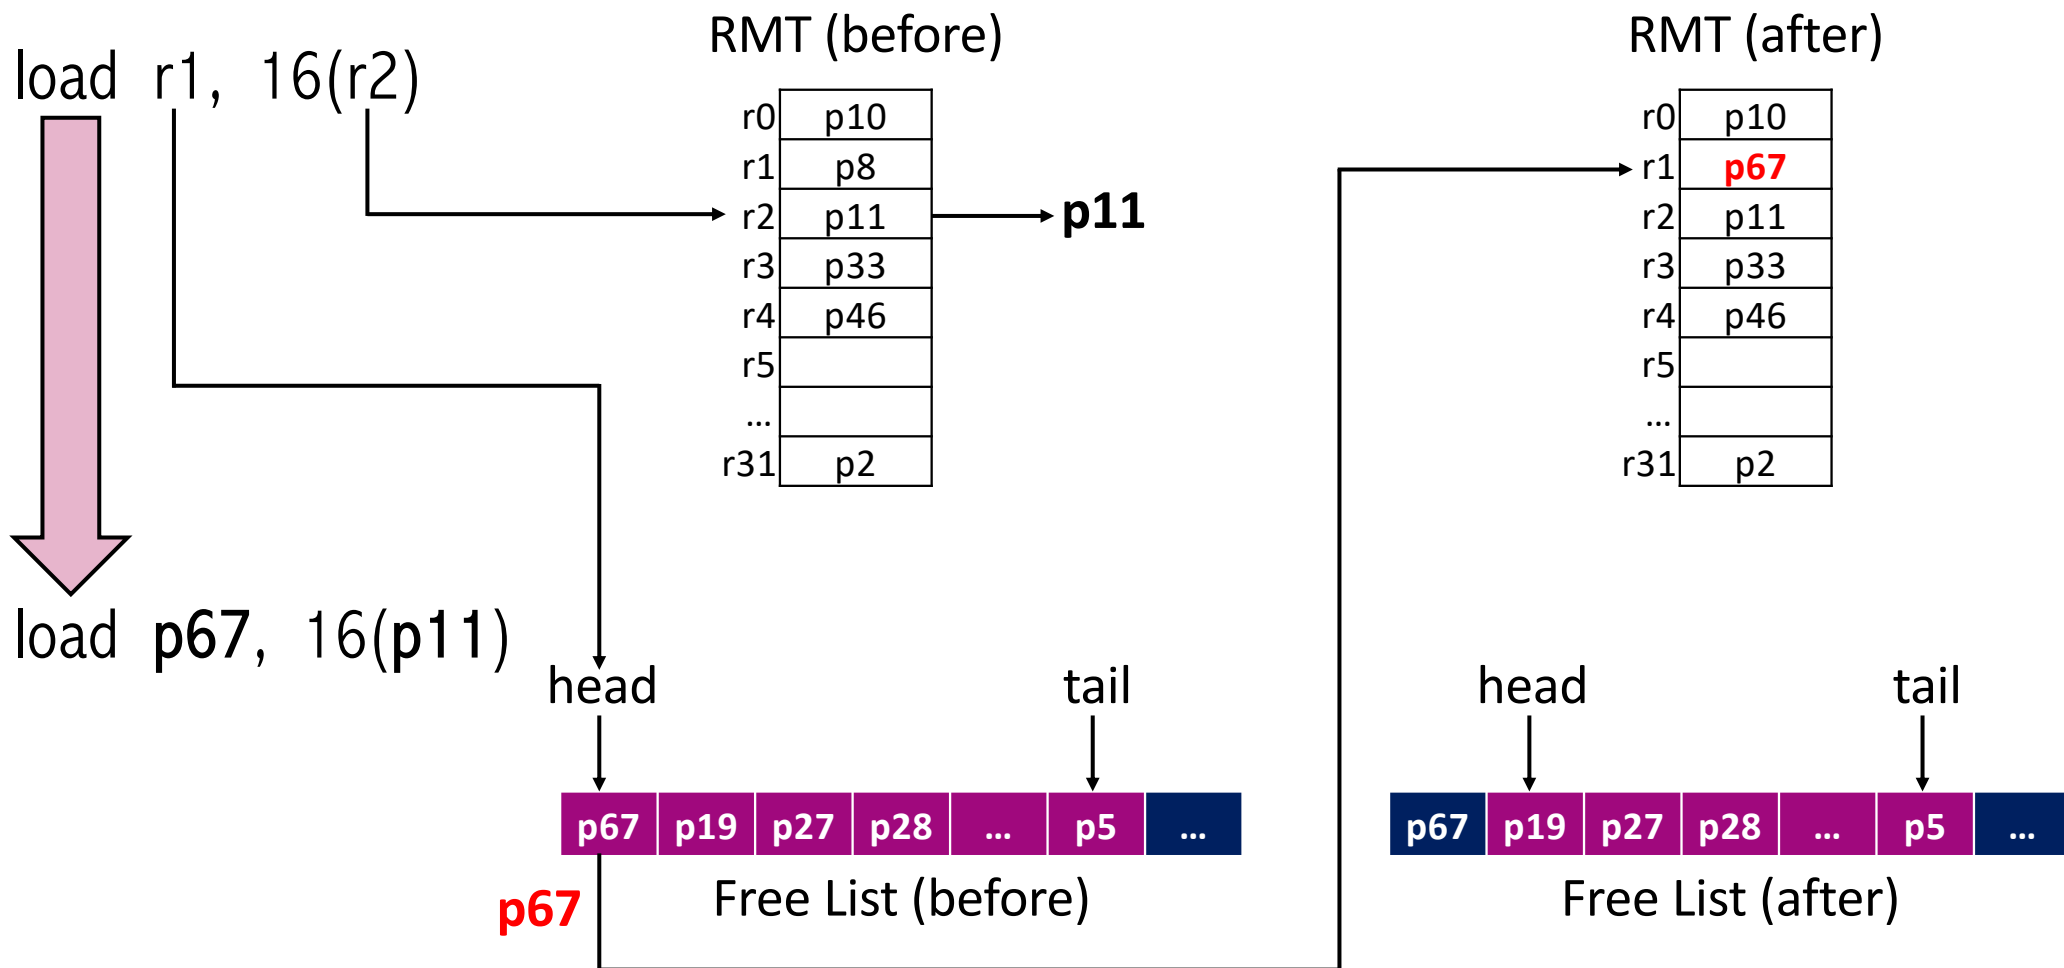 load r1, 16(r2)
load p67, 16(p11)
RMT (before)
r0 p10
r1 p8
r2 p11
r3 p33
r4 p46
r5
...
r31 p2
p11
RMT (after)
r0 p10
r1 p67
r2 p11
r3 p33
r4 p46
r5
...
r31 p2
head tail
p67 p19 p27 p28 ... p5 ...
p67
Free List (before)
head tail
p67 p19 p27 p28 ... p5 ...
Free List (after)